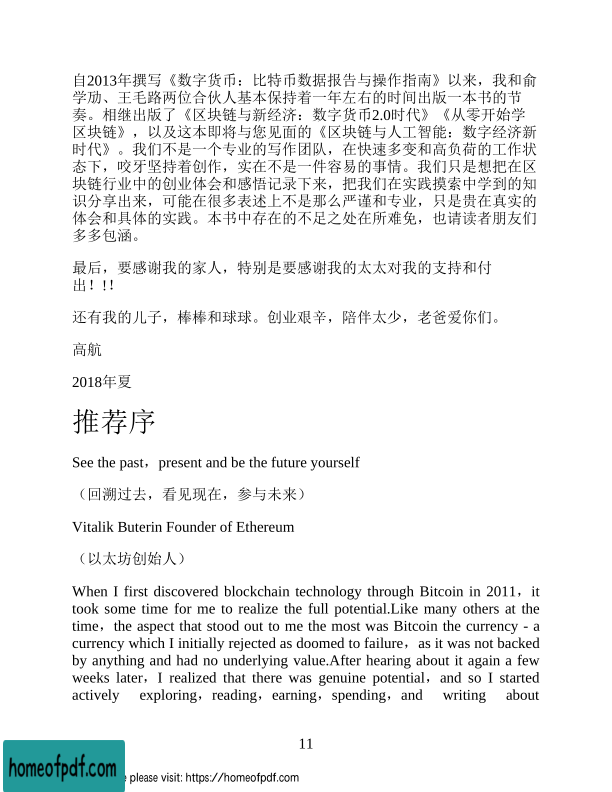 自2013年撰写《数字货币：比特币数据报告与操作指南》以来，我和俞
学劢、王毛路两位合伙人基本保持着一年左右的时间出版一本书的节
奏。相继出版了《区块链与新经济：数字货币2.0时代》《从零开始学
区块链》，以及这本即将与您见面的《区块链与人工智能：数字经济新
时代》。我们不是一个专业的写作团队，在快速多变和高负荷的工作状
态下，咬牙坚持着创作，实在不是一件容易的事情。我们只是想把在区
块链行业中的创业体会和感悟记录下来，把我们在实践摸索中学到的知
识分享出来，可能在很多表述上不是那么严谨和专业，只是贵在真实的
体会和具体的实践。本书中存在的不足之处在所难免，也请读者朋友们
多多包涵。
最后，要感谢我的家人，特别是要感谢我的太太对我的支持和付
出！!！
还有我的儿子，棒棒和球球。创业艰辛，陪伴太少，老爸爱你们。
高航
2018年夏
推荐序
See the past，present and be the future yourself
（回溯过去，看见现在，参与未来）
Vitalik Buterin Founder of Ethereum
（以太坊创始人）
When I first discovered blockchain technology through Bitcoin in 2011，it
took some time for me to realize the full potential.Like many others at the
time，the aspect that stood out to me the most was Bitcoin the currency - a
currency which I initially rejected as doomed to failure，as it was not backed
by anything and had no underlying value.After hearing about it again a few
weeks later，I realized that there was genuine potential，and so I started
actively exploring，reading，earning，spending，and writing about
11
homeofpdf.com
please visit: https://homeofpdf.com